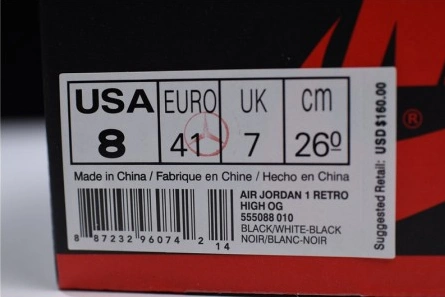 USA EURO UK cm
8 41 7 26⁰
Made in China / Fabrique en Chine / Hecho en China
AIR JORDAN 1 RETRO
HIGH OG
555088 010
BLACK/WHITE-BLACK
NOIR/BLANC-NOIR
8 87232 96074 2 14
Suggested Retail: USD $160.00
®